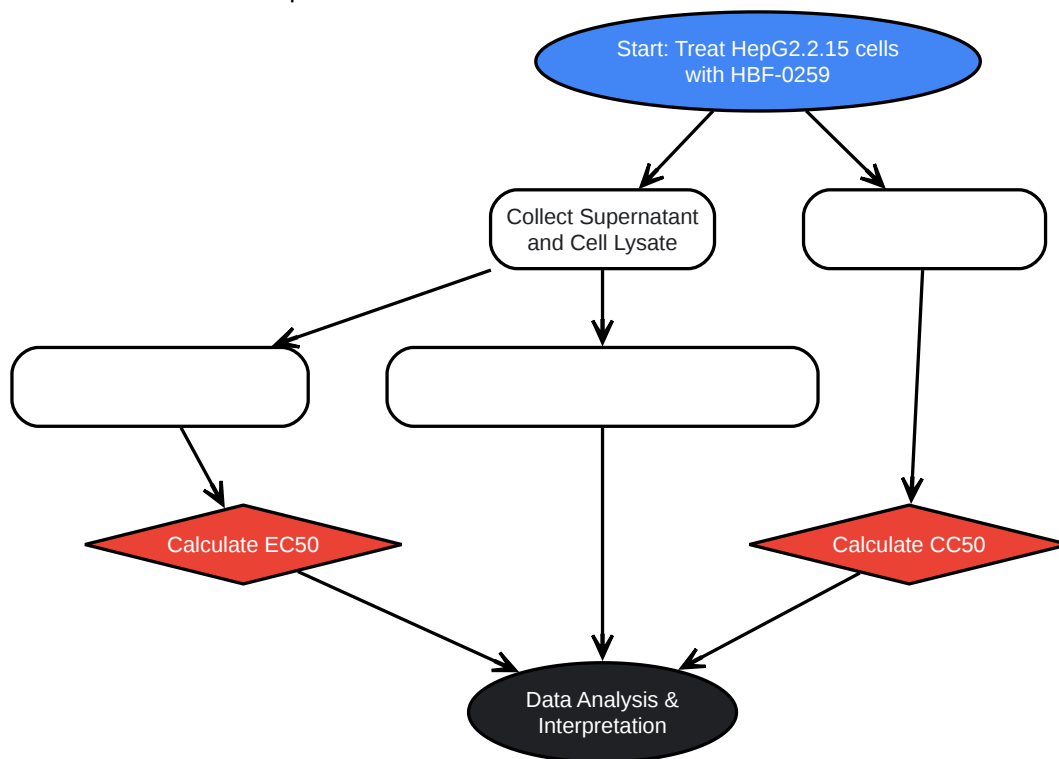 Start: Treat HepG2.2.15 cells
with HBF-0259
Collect Supernatant
and Cell Lysate
Calculate EC50
Calculate CC50
Data Analysis &
Interpretation